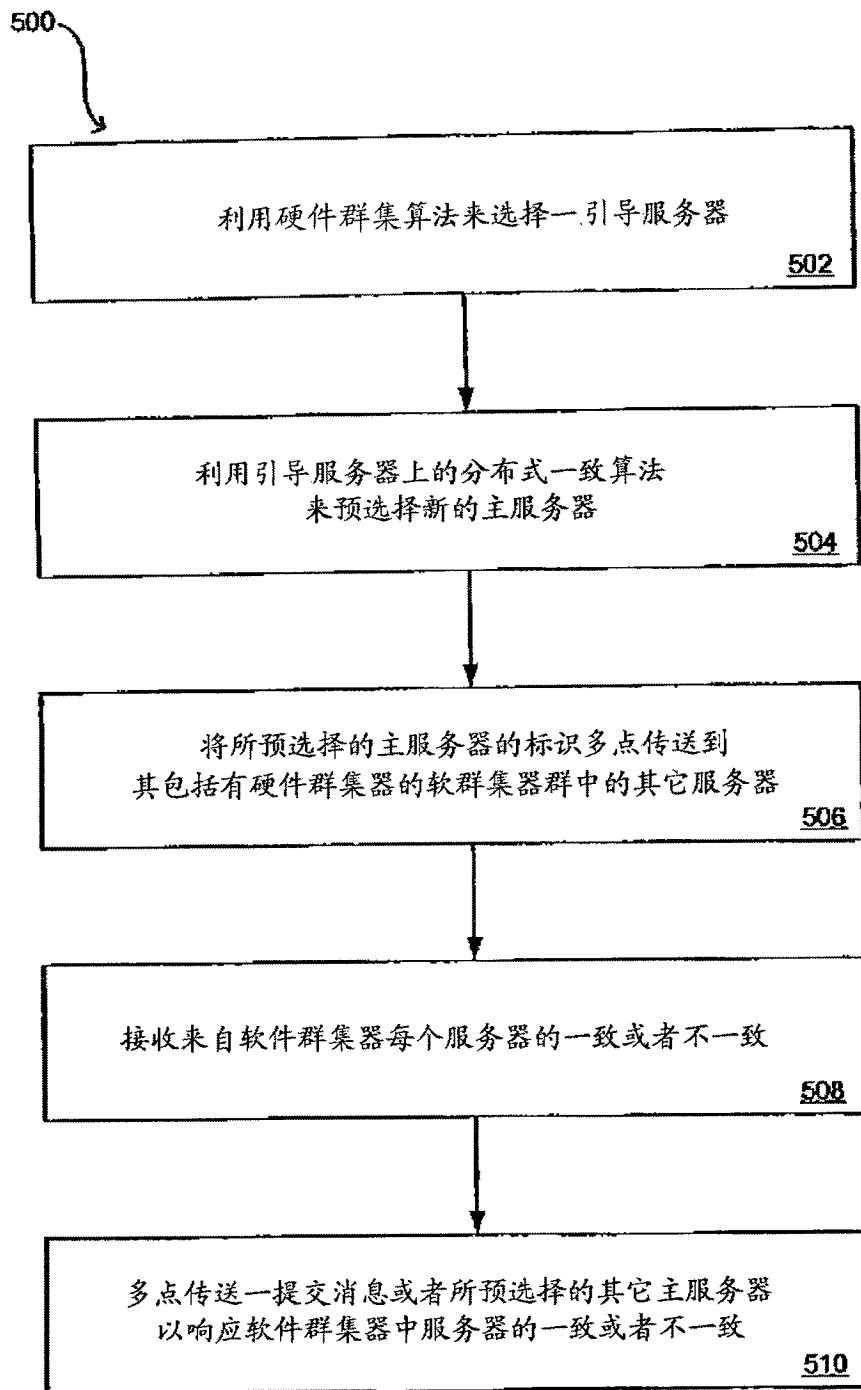 500
利用硬件群集算法来选择一引导服务器
502
利用引导服务器上的分布式一致算法
来预选择新的主服务器
504
将所预选择的主服务器的标识多点传送到
其包括有硬件群集器的软群集器群中的其它服务器
506
接收来自软件群集器每个服务器的一致或者不一致
508
多点传送一提交消息或者所预选择的其它主服务器
以响应软件群集器中服务器的一致或者不一致
510